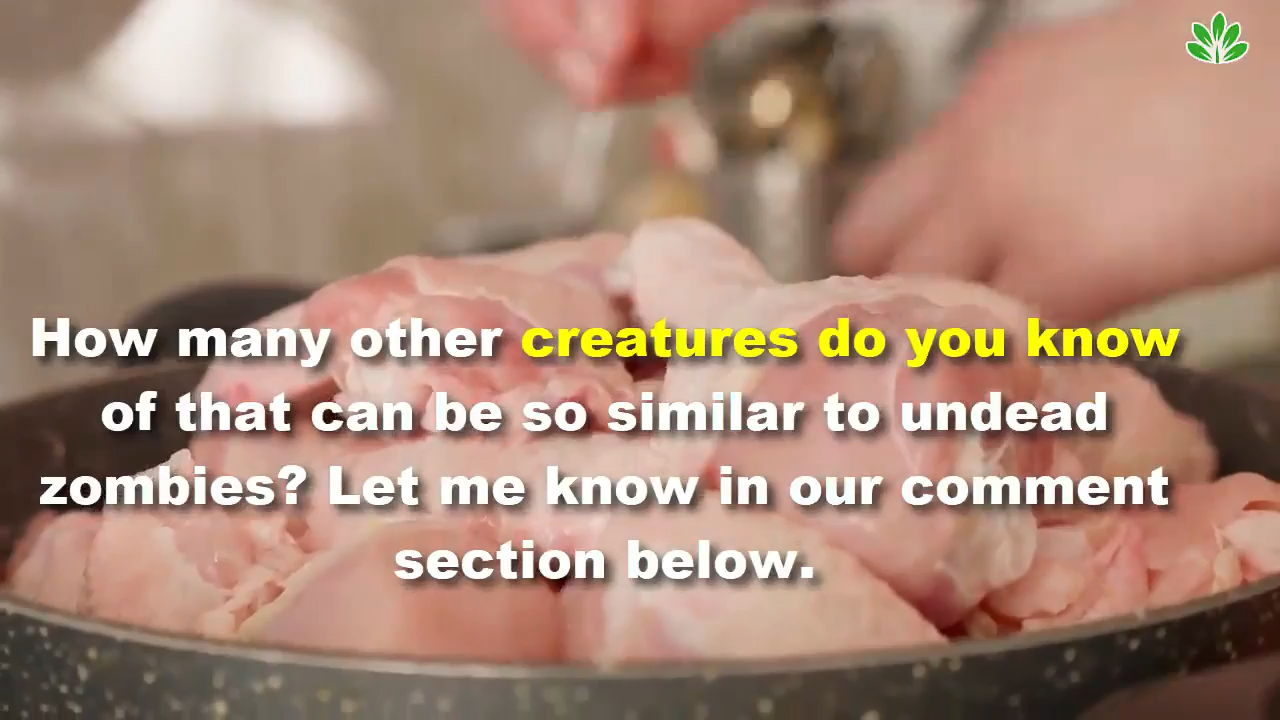 How many other creatures do you know
of that can be so similar to undead
zombies? Let me know in our comment
section below.